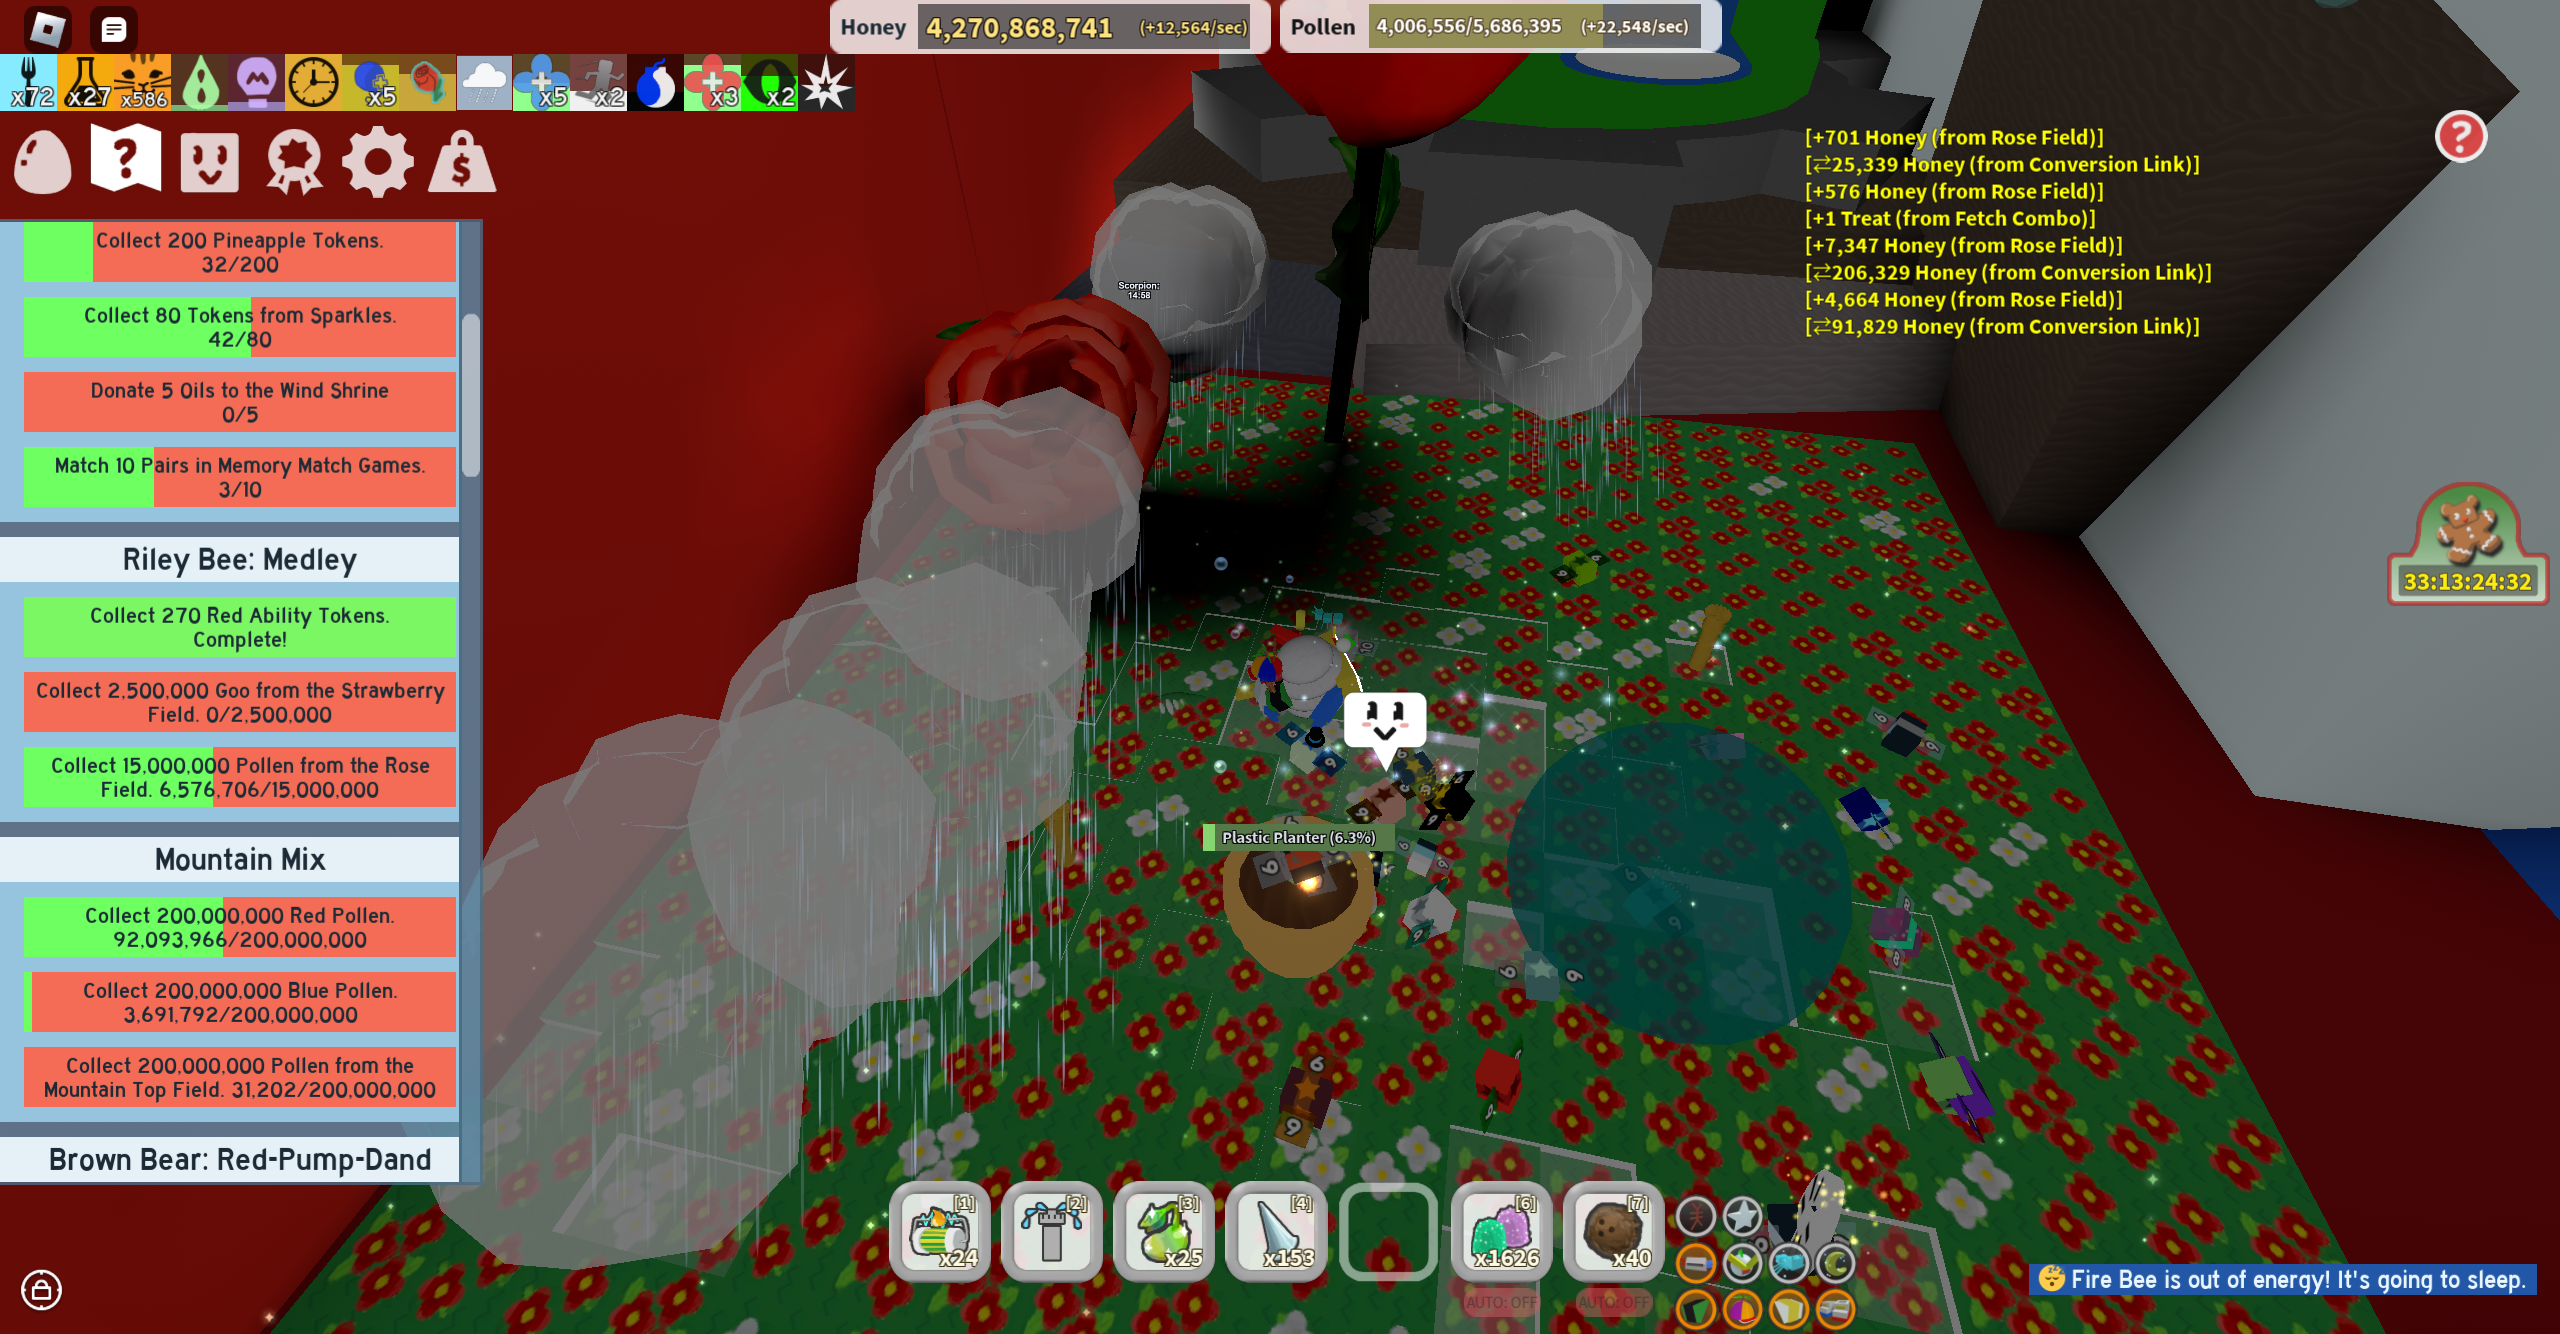 Honey 4,270,868,741 (+12,564/sec)
Pollen 4,006,556/5,686,395 (+22,548/sec)
x72 x27 x586 x5 x5 x2 x3 x2
[+701 Honey (from Rose Field)]
[⇄25,339 Honey (from Conversion Link)]
[+576 Honey (from Rose Field)]
[+1 Treat (from Fetch Combo)]
[+7,347 Honey (from Rose Field)]
[⇄206,329 Honey (from Conversion Link)]
[+4,664 Honey (from Rose Field)]
[⇄91,829 Honey (from Conversion Link)]
?
?
$
Collect 200 Pineapple Tokens.
32/200
Collect 80 Tokens from Sparkles.
42/80
Donate 5 Oils to the Wind Shrine
0/5
Match 10 Pairs in Memory Match Games.
3/10
Riley Bee: Medley
Collect 270 Red Ability Tokens.
Complete!
Collect 2,500,000 Goo from the Strawberry
Field. 0/2,500,000
Collect 15,000,000 Pollen from the Rose
Field. 6,576,706/15,000,000
Mountain Mix
Collect 200,000,000 Red Pollen.
92,093,966/200,000,000
Collect 200,000,000 Blue Pollen.
3,691,792/200,000,000
Collect 200,000,000 Pollen from the
Mountain Top Field. 31,202/200,000,000
Brown Bear: Red-Pump-Dand
Scorpion:
14:58
33:13:24:32
Plastic Planter (6.3%)
[1] [2] [3] [4] [6] [7]
x24 x25 x153 x1626 x40
AUTO: OFF AUTO: OFF
😴 Fire Bee is out of energy! It's going to sleep.